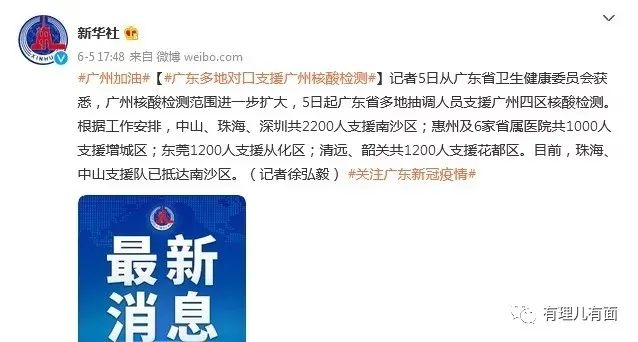 新华社
6-5 17:48 来自 微博 weibo.com
#广州加油#【#广东多地对口支援广州核酸检测#】记者5日从广东省卫生健康委员会获
悉，广州核酸检测范围进一步扩大，5日起广东省多地抽调人员支援广州四区核酸检测。
根据工作安排，中山、珠海、深圳共2200人支援南沙区；惠州及6家省属医院共1000人
支援增城区；东莞1200人支援从化区；清远、韶关共1200人支援花都区。目前，珠海、
中山支援队已抵达南沙区。（记者徐弘毅） #关注广东新冠疫情#
最新
消息
有理儿有面